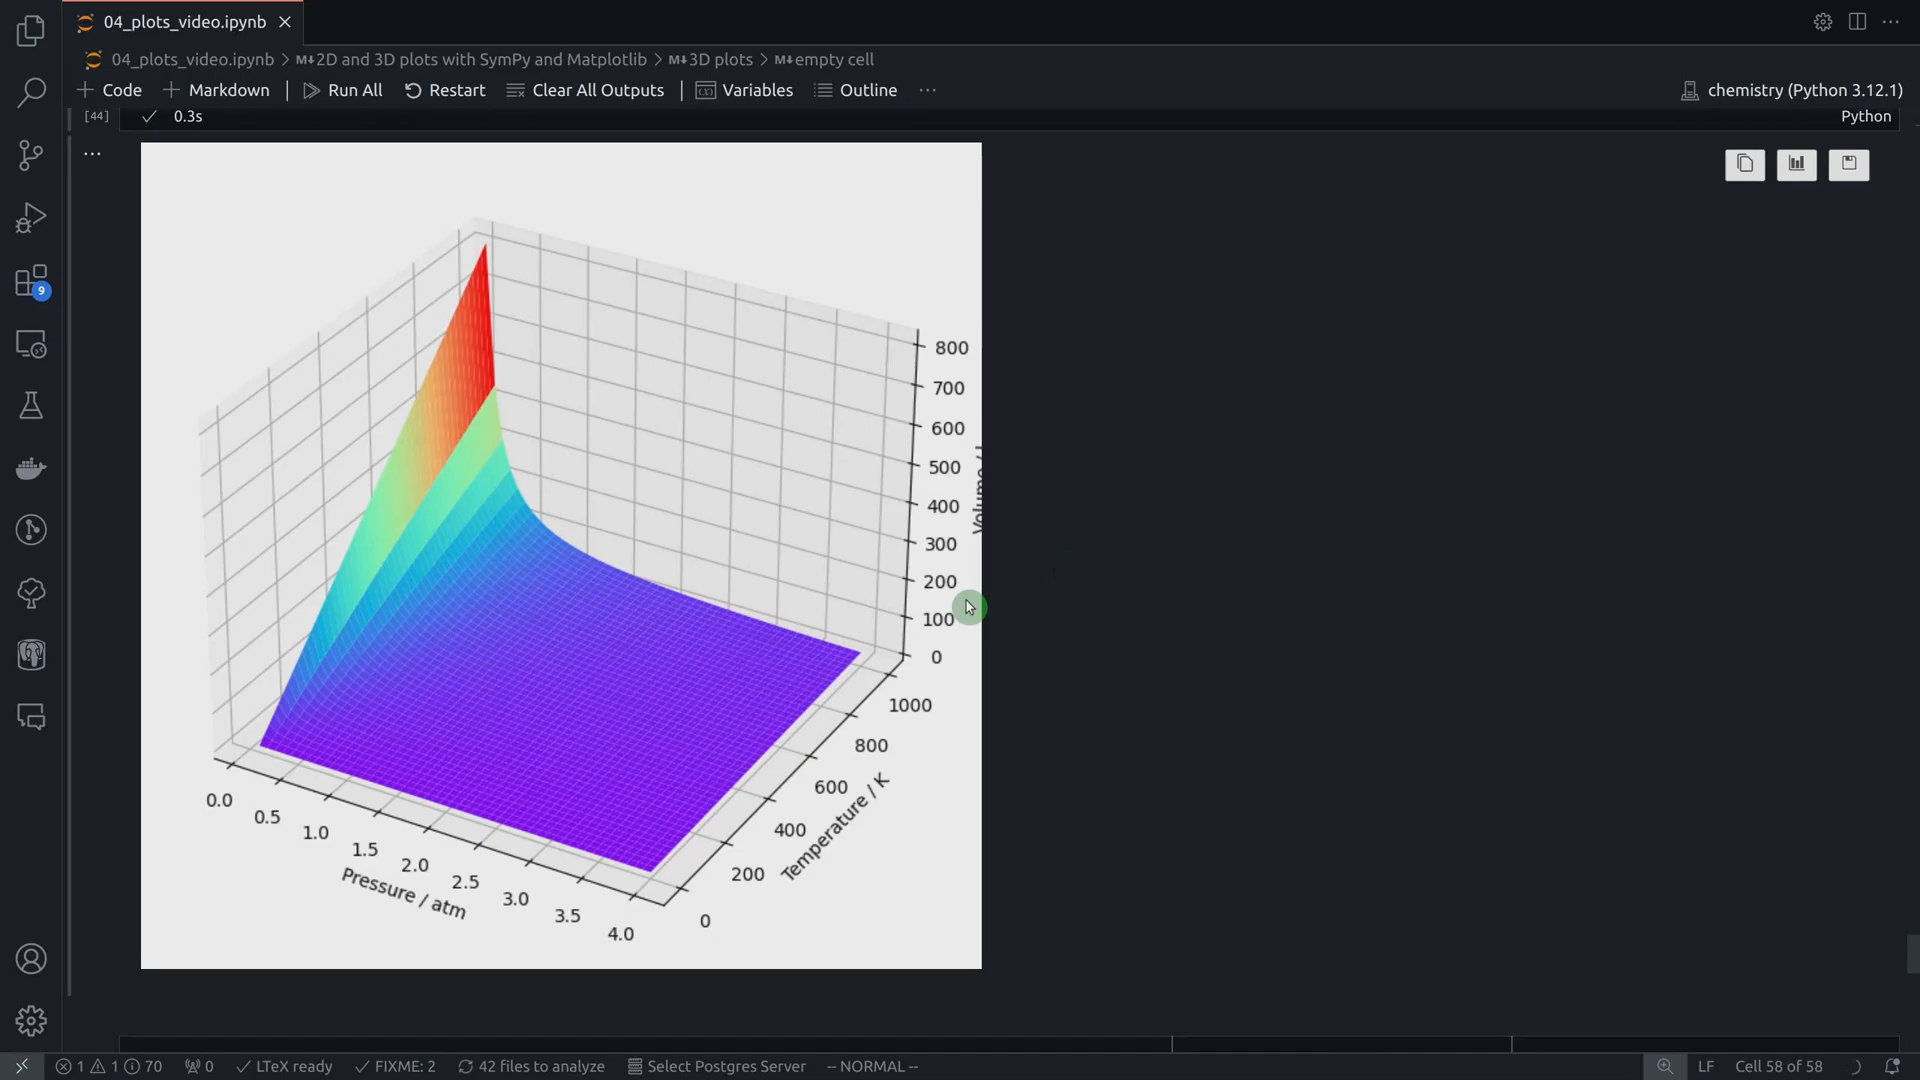 04_plots_video.ipynb
04_plots_video.ipynb > M↓2D and 3D plots with SymPy and Matplotlib > M↓3D plots > M↓empty cell
+ Code + Markdown Run All Restart Clear All Outputs Variables Outline ...
chemistry (Python 3.12.1)
[44] 0.3s
Python
...
9
800
700
600
500
400
300
200
100
0
1000
800
600
400
200
0
Temperature / K
0.0
0.5
1.0
1.5
2.0
2.5
3.0
3.5
4.0
Pressure / atm
1 1 70 0 LTeX ready FIXME: 2 42 files to analyze Select Postgres Server -- NORMAL --
LF Cell 58 of 58